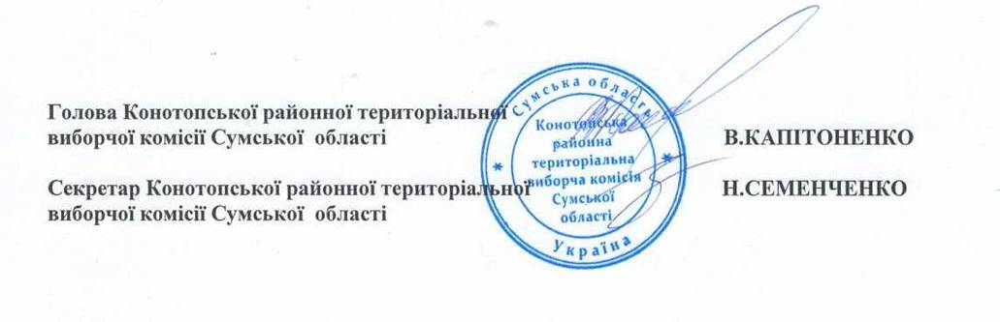 Голова Конотопської районної територіальної
виборчої комісії Сумської області
В.КАПІТОНЕНКО
Секретар Конотопської районної територіальної
виборчої комісії Сумської області
Н.СЕМЕНЧЕНКО
Сумська область
Конотопська
районна
територіальна
виборча комісія
Сумської
області
Україна